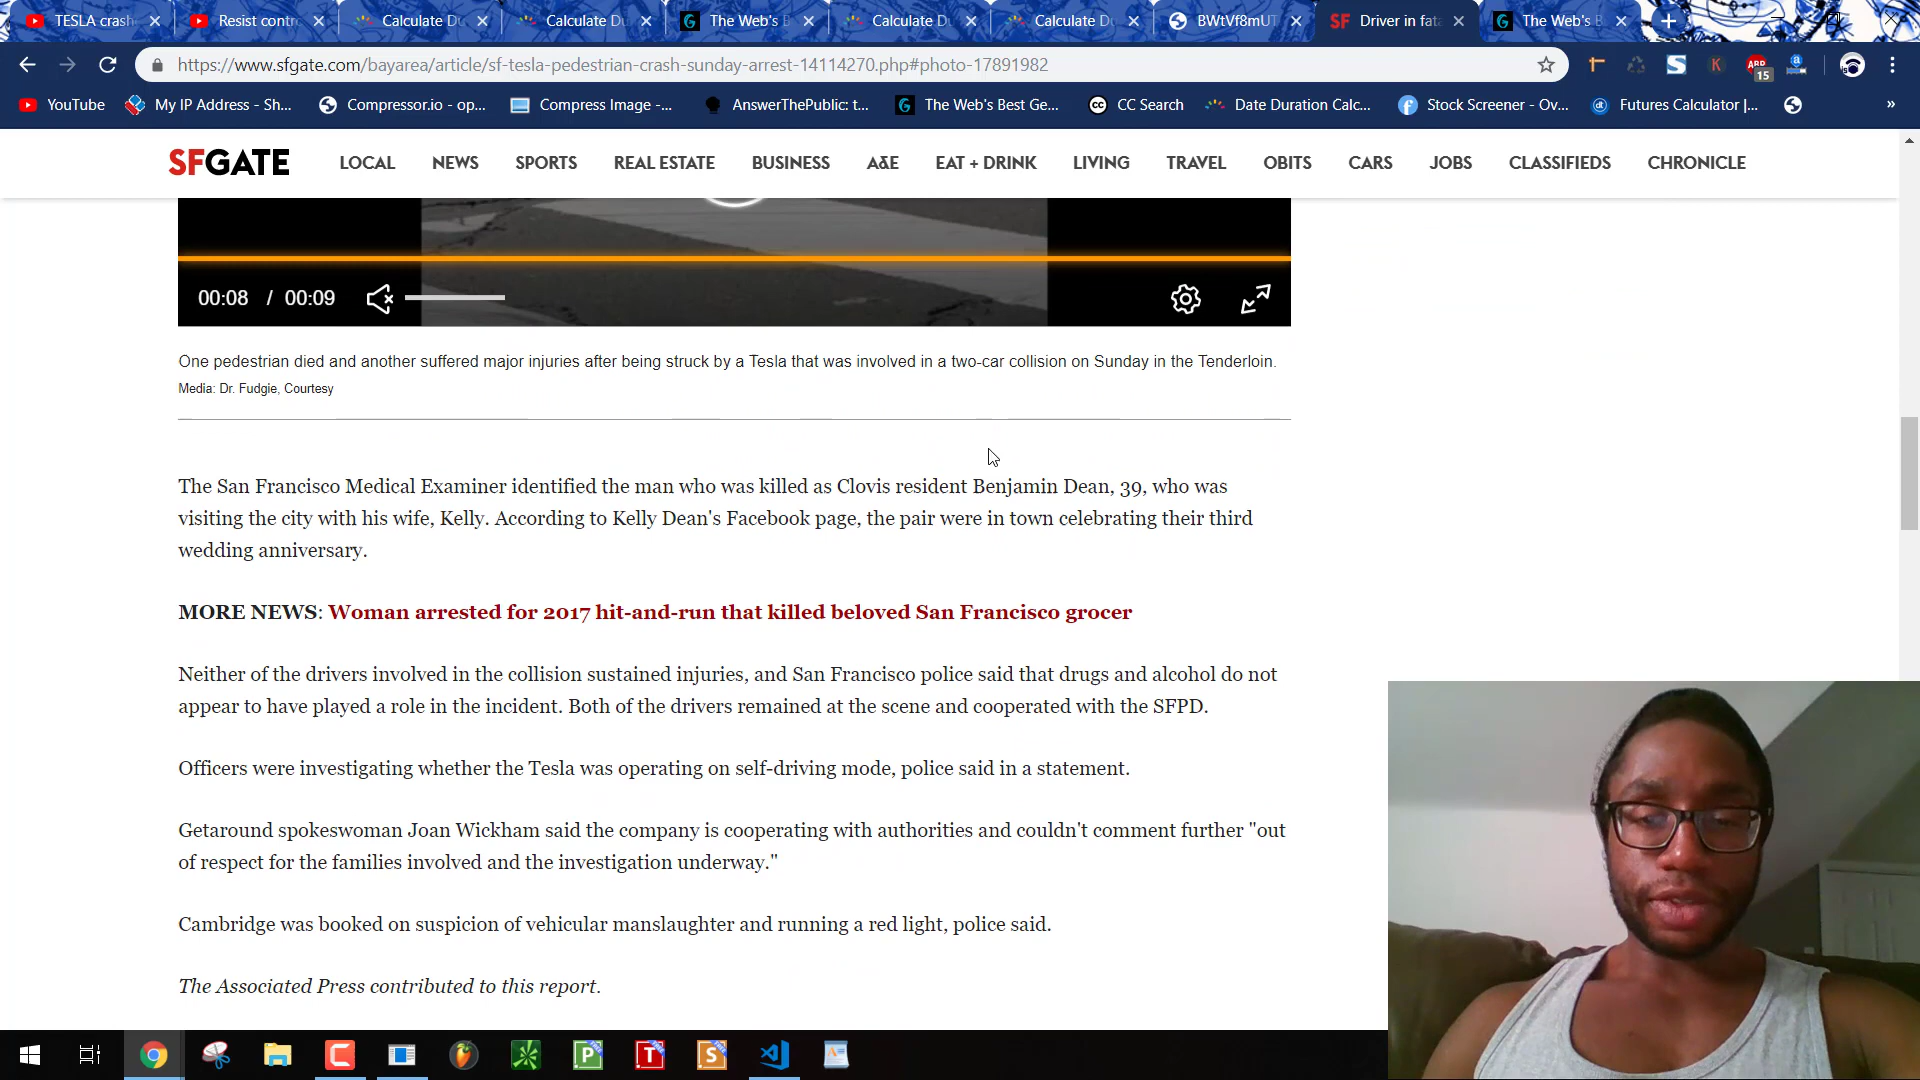 TESLA crash
Resist contr
Calculate Du
Calculate Du
The Web's B
Calculate Du
Calculate Du
BWtVf8mUT
SF Driver in fata
The Web's B
https://www.sfgate.com/bayarea/article/sf-tesla-pedestrian-crash-sunday-arrest-14114270.php#photo-17891982
K
ABP
15
a
YouTube
My IP Address - Sh...
Compressor.io - op...
Compress Image -...
AnswerThePublic: t...
The Web's Best Ge...
CC Search
Date Duration Calc...
Stock Screener - Ov...
Futures Calculator |...
»
SFGATE
LOCAL
NEWS
SPORTS
REAL ESTATE
BUSINESS
A&E
EAT + DRINK
LIVING
TRAVEL
OBITS
CARS
JOBS
CLASSIFIEDS
CHRONICLE
00:08 / 00:09
One pedestrian died and another suffered major injuries after being struck by a Tesla that was involved in a two-car collision on Sunday in the Tenderloin.
Media: Dr. Fudgie, Courtesy
The San Francisco Medical Examiner identified the man who was killed as Clovis resident Benjamin Dean, 39, who was
visiting the city with his wife, Kelly. According to Kelly Dean's Facebook page, the pair were in town celebrating their third
wedding anniversary.
MORE NEWS: Woman arrested for 2017 hit-and-run that killed beloved San Francisco grocer
Neither of the drivers involved in the collision sustained injuries, and San Francisco police said that drugs and alcohol do not
appear to have played a role in the incident. Both of the drivers remained at the scene and cooperated with the SFPD.
Officers were investigating whether the Tesla was operating on self-driving mode, police said in a statement.
Getaround spokeswoman Joan Wickham said the company is cooperating with authorities and couldn't comment further "out
of respect for the families involved and the investigation underway."
Cambridge was booked on suspicion of vehicular manslaughter and running a red light, police said.
The Associated Press contributed to this report.
P
T
S